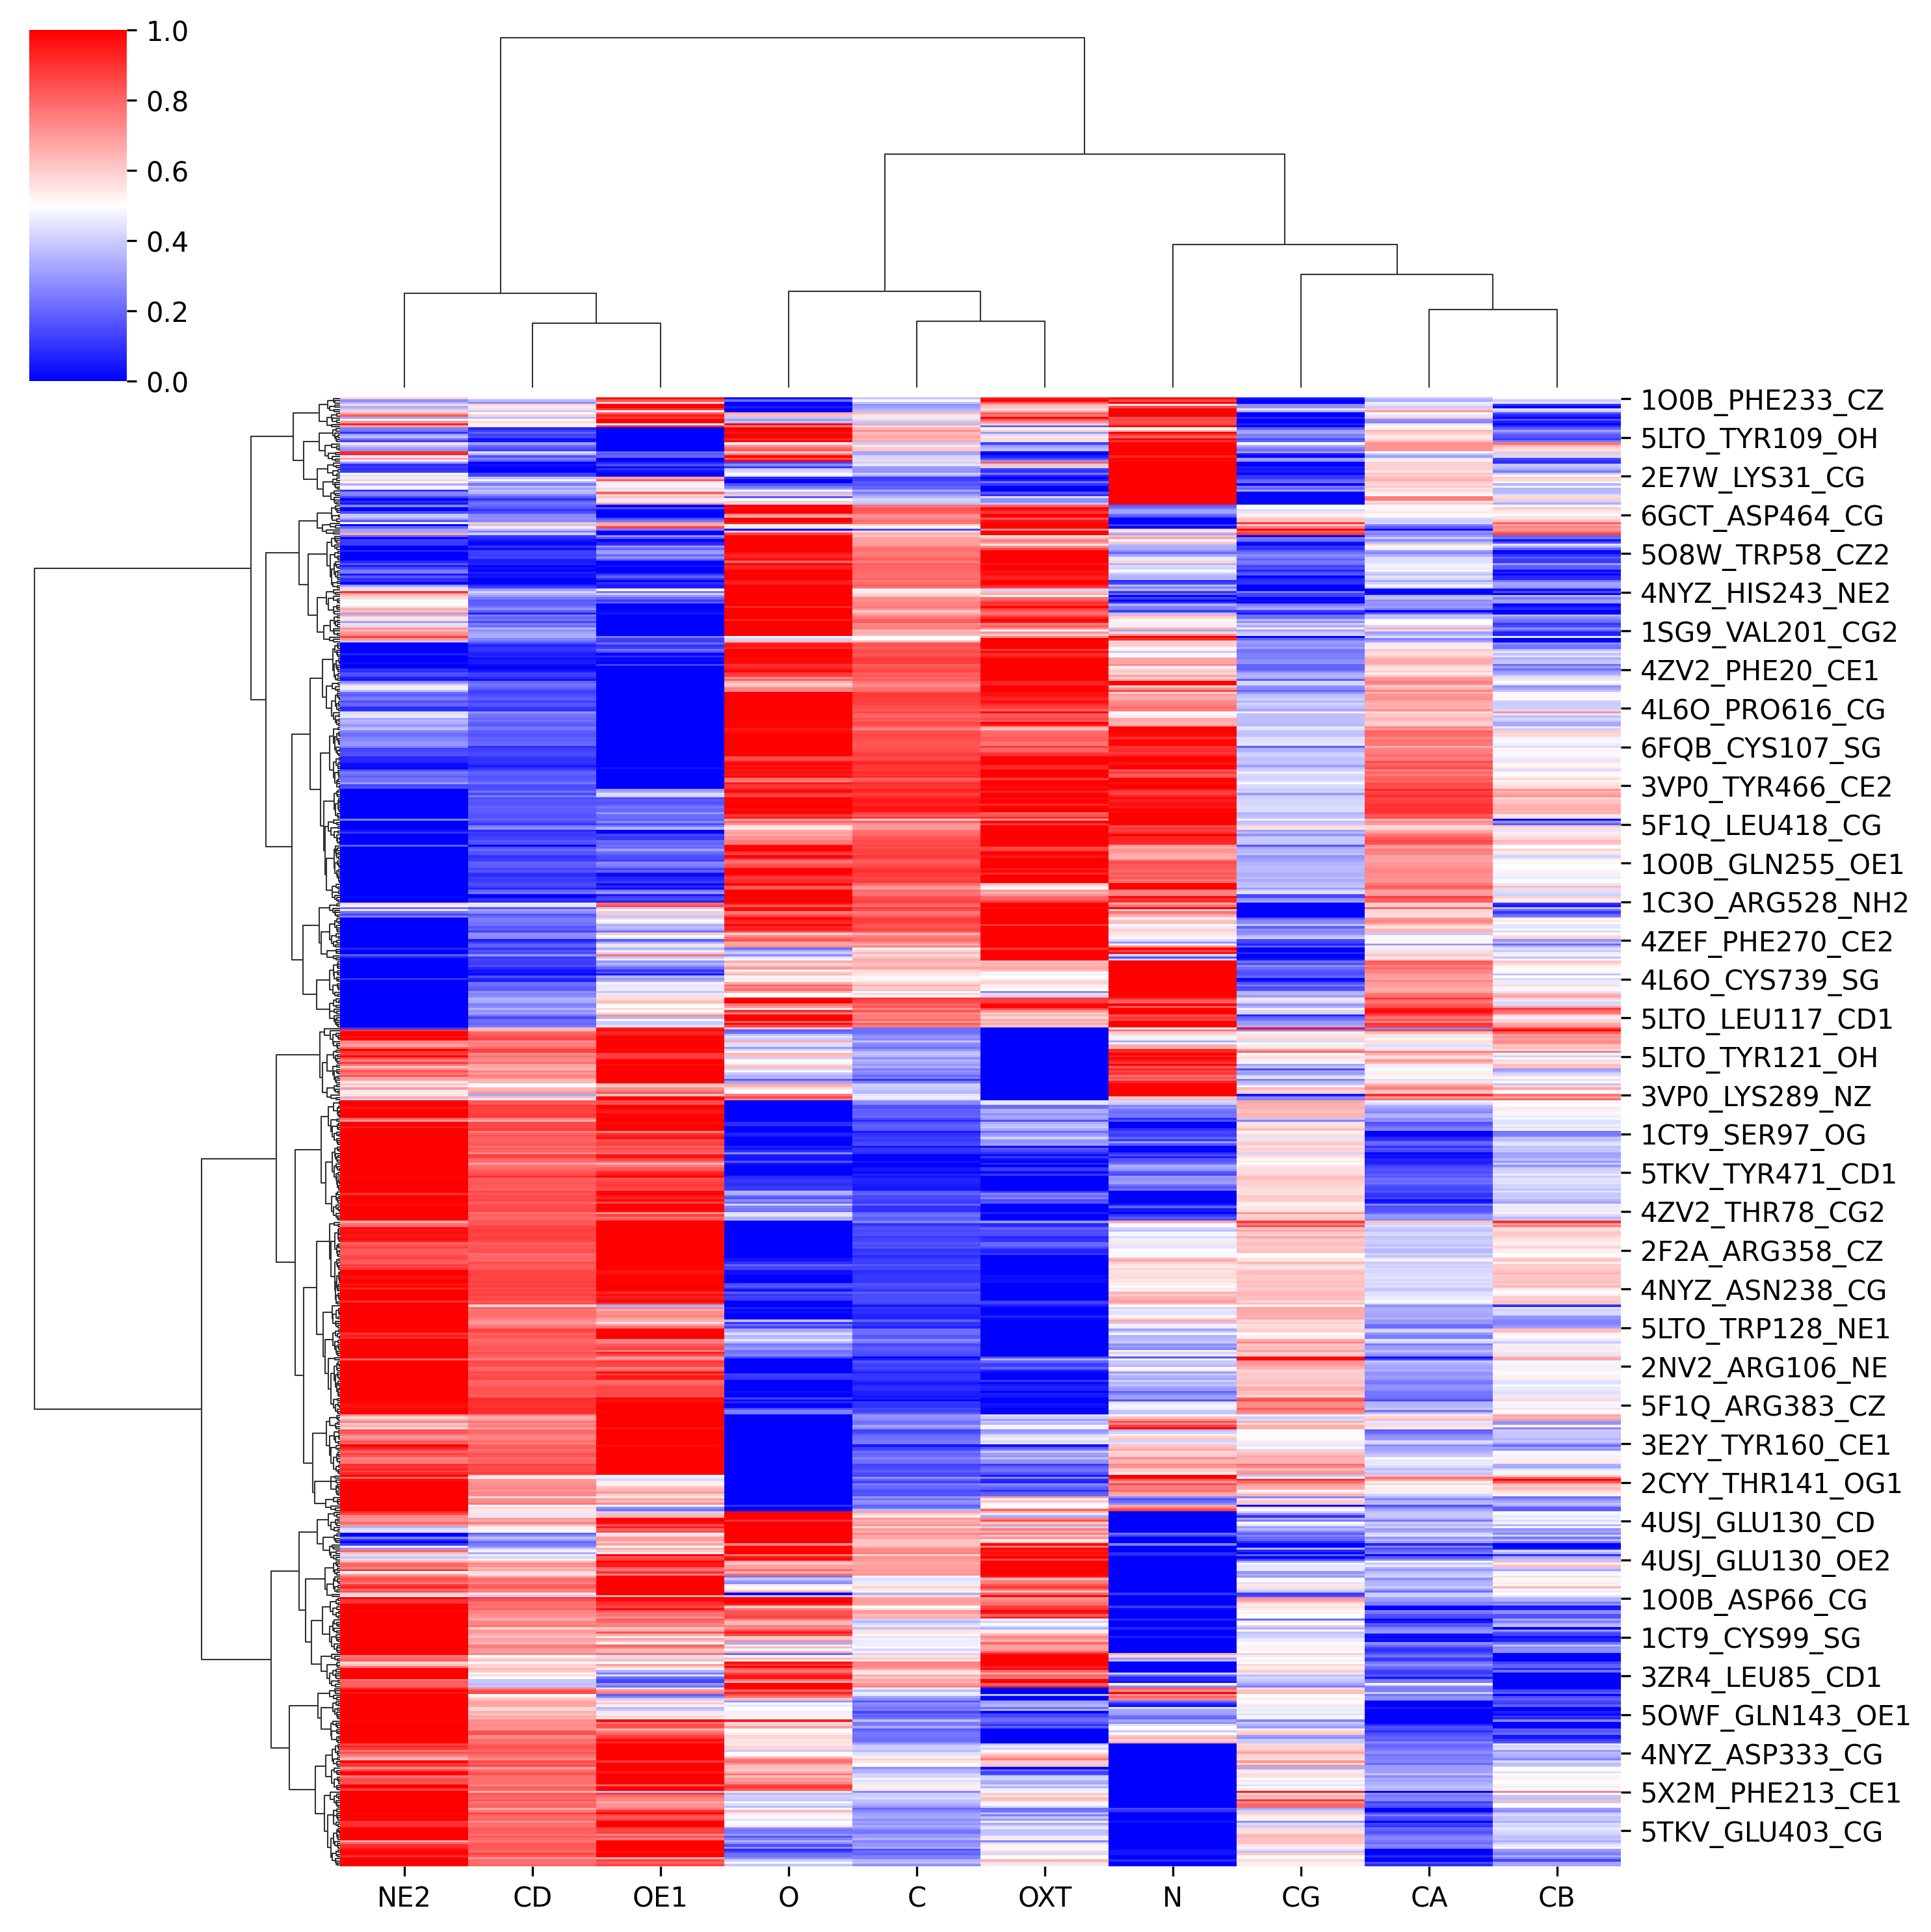 1.0
0.8
0.6
0.4
0.2
0.0
1O0B_PHE233_CZ
5LTO_TYR109_OH
2E7W_LYS31_CG
6GCT_ASP464_CG
5O8W_TRP58_CZ2
4NYZ_HIS243_NE2
1SG9_VAL201_CG2
4ZV2_PHE20_CE1
4L6O_PRO616_CG
6FQB_CYS107_SG
3VP0_TYR466_CE2
5F1Q_LEU418_CG
1O0B_GLN255_OE1
1C3O_ARG528_NH2
4ZEF_PHE270_CE2
4L6O_CYS739_SG
5LTO_LEU117_CD1
5LTO_TYR121_OH
3VP0_LYS289_NZ
1CT9_SER97_OG
5TKV_TYR471_CD1
4ZV2_THR78_CG2
2F2A_ARG358_CZ
4NYZ_ASN238_CG
5LTO_TRP128_NE1
2NV2_ARG106_NE
5F1Q_ARG383_CZ
3E2Y_TYR160_CE1
2CYY_THR141_OG1
4USJ_GLU130_CD
4USJ_GLU130_OE2
1O0B_ASP66_CG
1CT9_CYS99_SG
3ZR4_LEU85_CD1
5OWF_GLN143_OE1
4NYZ_ASP333_CG
5X2M_PHE213_CE1
5TKV_GLU403_CG
NE2 CD OE1 O C OXT N CG CA CB